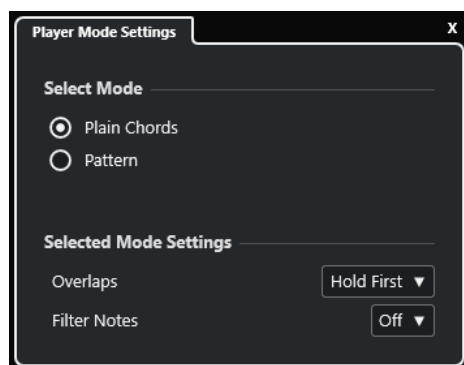 Player Mode Settings X
Select Mode
Plain Chords
Pattern
Selected Mode Settings
Overlaps Hold First
Filter Notes Off